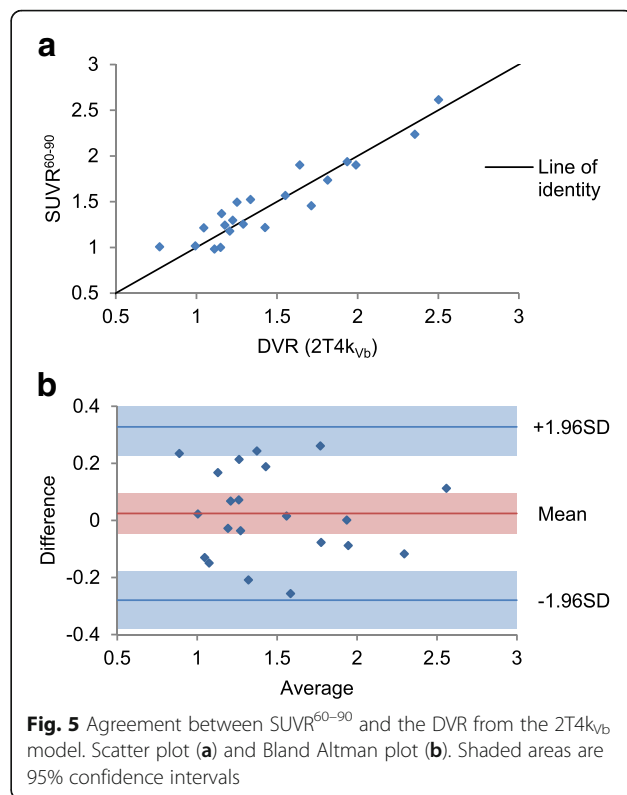 a
3
2.5
2
1.5
1
0.5
SUVR⁶⁰⁻⁹⁰
0.5 1 1.5 2 2.5 3
DVR (2T4k_Vb)
Line of
identity
b
0.4
0.2
0
-0.2
-0.4
Difference
+1.96SD
Mean
-1.96SD
0.5 1 1.5 2 2.5 3
Average
Fig. 5 Agreement between SUVR⁶⁰⁻⁹⁰ and the DVR from the 2T4k_Vb
model. Scatter plot (a) and Bland Altman plot (b). Shaded areas are
95% confidence intervals